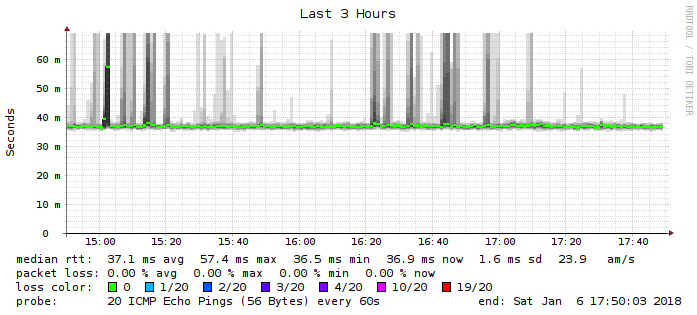 Last 3 Hours
RRDTOOL / TOBI OETIKER
Seconds
60 m
50 m
40 m
30 m
20 m
10 m
0
15:00 15:20 15:40 16:00 16:20 16:40 17:00 17:20 17:40
median rtt: 37.1 ms avg 57.4 ms max 36.5 ms min 36.9 ms now 1.6 ms sd 23.9 am/s
packet loss: 0.00 % avg 0.00 % max 0.00 % min 0.00 % now
loss color: 0 1/20 2/20 3/20 4/20 10/20 19/20
probe: 20 ICMP Echo Pings (56 Bytes) every 60s end: Sat Jan 6 17:50:03 2018